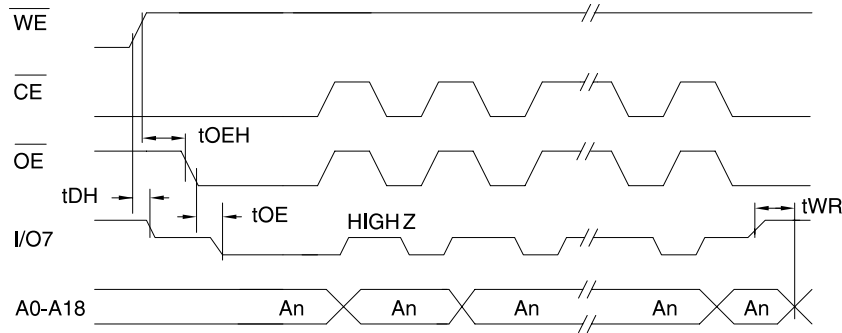 WE
CE
tOEH
OE
tDH
tOE
HIGH Z
tWR
I/O7
A0-A18
An
An
An
An
An